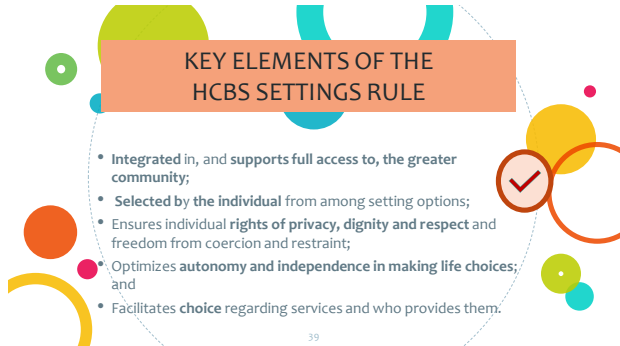 KEY ELEMENTS OF THE
HCBS SETTINGS RULE
• Integrated in, and supports full access to, the greater
community;
• Selected by the individual from among setting options;
• Ensures individual rights of privacy, dignity and respect and
freedom from coercion and restraint;
• Optimizes autonomy and independence in making life choices;
and
• Facilitates choice regarding services and who provides them.
39